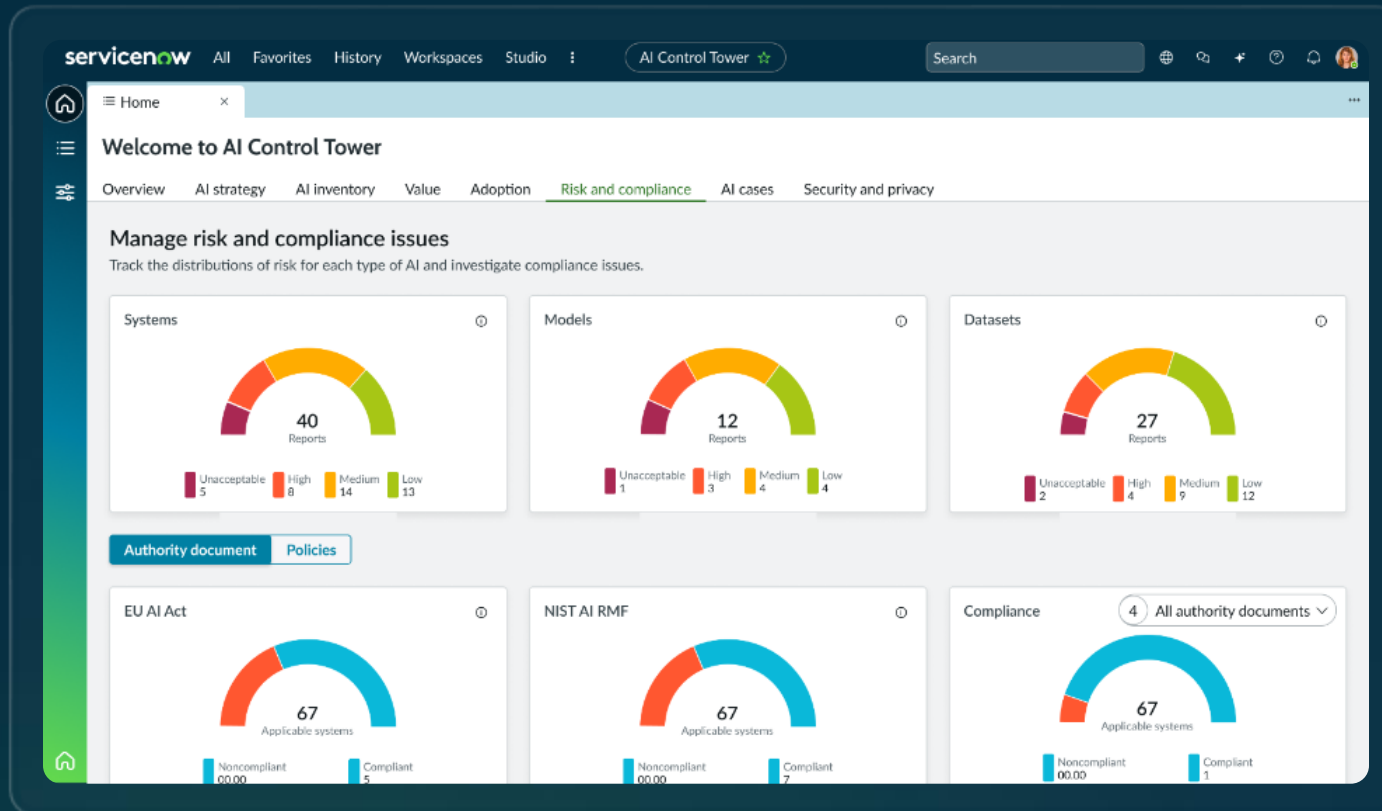 servicenow All Favorites History Workspaces Studio AI Control Tower Search
Home
Welcome to AI Control Tower
Overview AI strategy AI inventory Value Adoption Risk and compliance AI cases Security and privacy
Manage risk and compliance issues
Track the distributions of risk for each type of AI and investigate compliance issues.
Systems
40
Reports
Unacceptable 5
High 8
Medium 14
Low 13
Models
12
Reports
Unacceptable 1
High 3
Medium 4
Low 4
Datasets
27
Reports
Unacceptable 2
High 4
Medium 9
Low 12
Authority document Policies
EU AI Act
67
Applicable systems
Noncompliant 00.00
Compliant 5
NIST AI RMF
67
Applicable systems
Noncompliant 00.00
Compliant 7
Compliance 4 All authority documents
67
Applicable systems
Noncompliant 00.00
Compliant 1